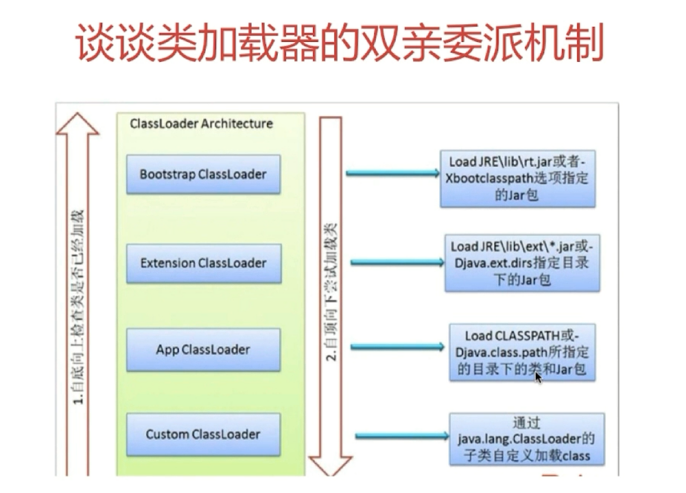 谈谈类加载器的双亲委派机制
ClassLoader Architecture
1.自底向上检查类是否已经加载
Bootstrap ClassLoader
Extension ClassLoader
App ClassLoader
Custom ClassLoader
2.自顶向下尝试加载类
Load JRE\lib\rt.jar或者-
Xbootclasspath选项指定
的Jar包
Load JRE\lib\ext\*.jar或-
Djava.ext.dirs指定目录
下的Jar包
Load CLASSPATH或-
Djava.class.path所指定
的目录下的类和Jar包
通过
java.lang.ClassLoader的
子类自定义加载class